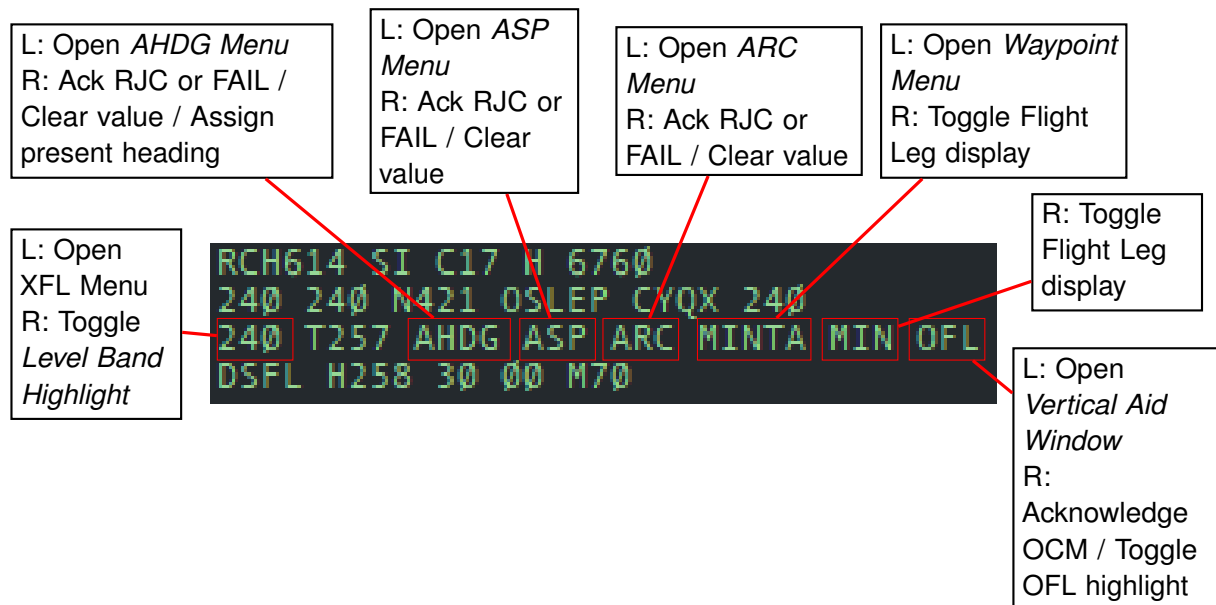 L: Open AHDG Menu
R: Ack RJC or FAIL /
Clear value / Assign
present heading
L: Open ASP
Menu
R: Ack RJC or
FAIL / Clear
value
L: Open ARC
Menu
R: Ack RJC or
FAIL / Clear value
L: Open Waypoint
Menu
R: Toggle Flight
Leg display
R: Toggle
Flight Leg
display
L: Open
XFL Menu
R: Toggle
Level Band
Highlight
RCH614 SI C17 H 676Ø
24Ø 24Ø N421 OSLEP CYQX 24Ø
24Ø T257 AHDG ASP ARC MINTA MIN OFL
DSFL H258 3Ø ØØ M7Ø
L: Open
Vertical Aid
Window
R:
Acknowledge
OCM / Toggle
OFL highlight